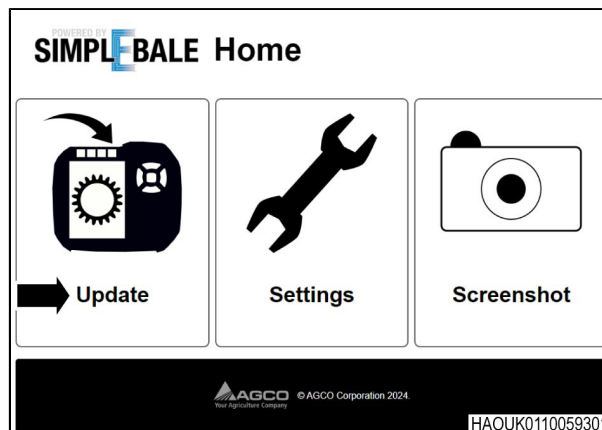 POWERED BY
SIMPLEBALE Home
Update
Settings
Screenshot
AGCO © AGCO Corporation 2024.
Your Agriculture Company
HAOUK011005930